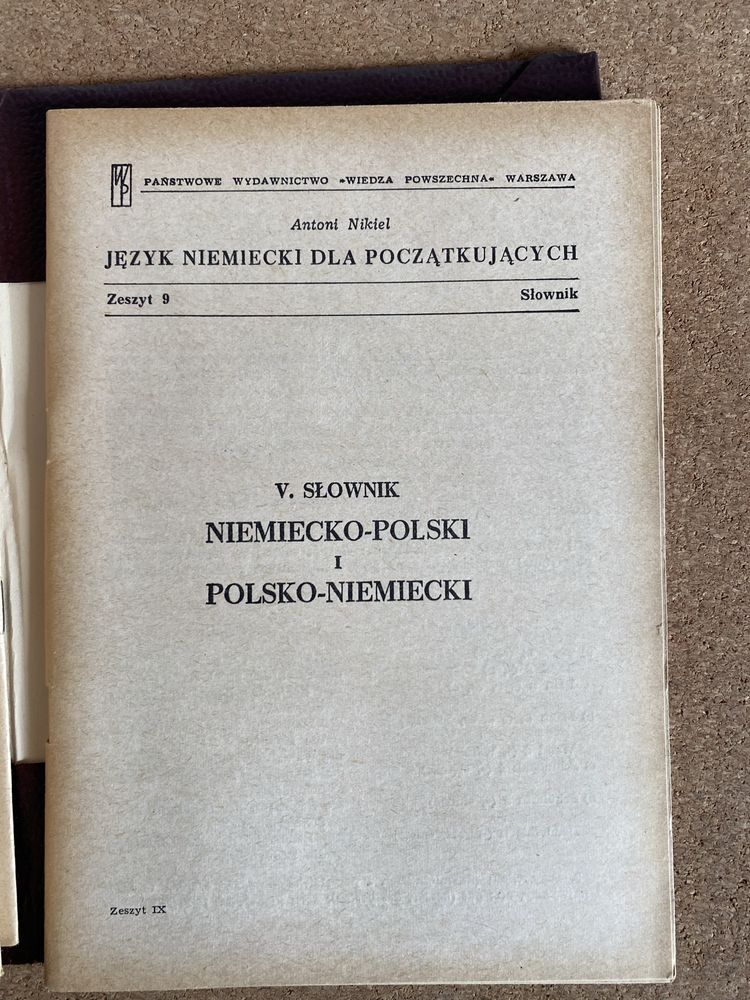 WP
PAŃSTWOWE WYDAWNICTWO »WIEDZA POWSZECHNA« WARSZAWA
Antoni Nikiel
JĘZYK NIEMIECKI DLA POCZĄTKUJĄCYCH
Zeszyt 9 Słownik
V. SŁOWNIK
NIEMIECKO-POLSKI
I
POLSKO-NIEMIECKI
Zeszyt IX